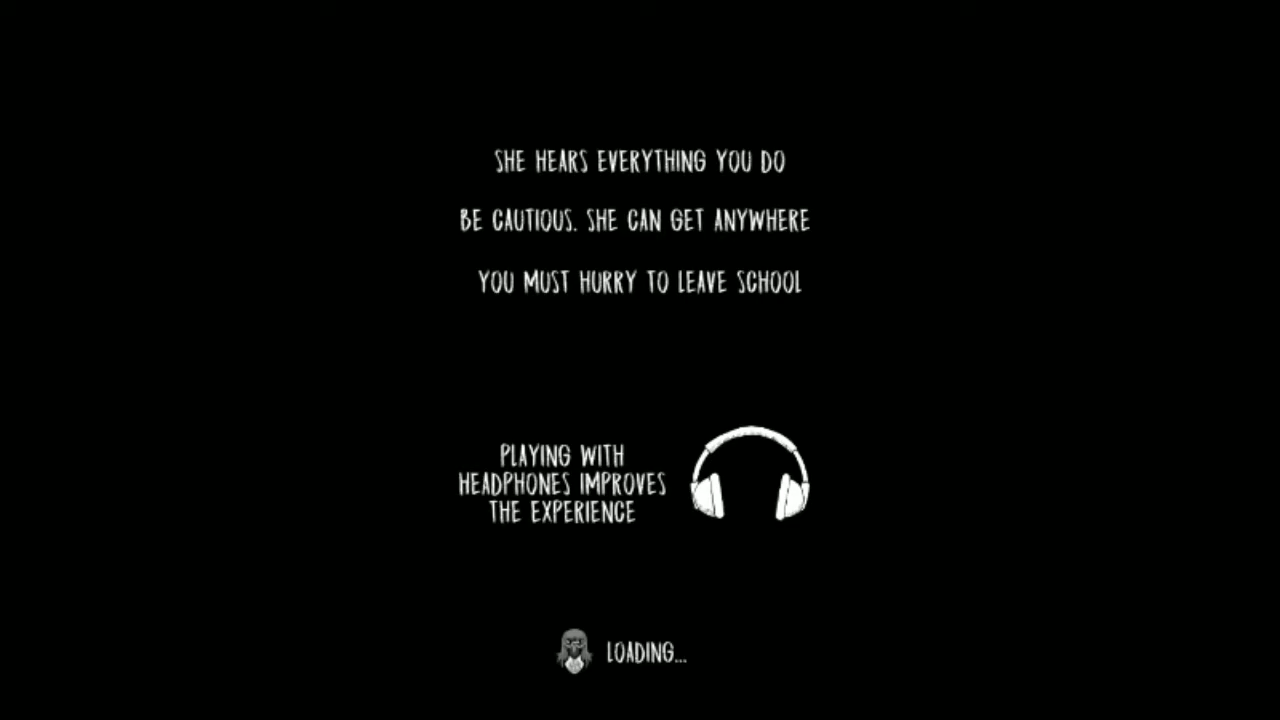 SHE HEARS EVERYTHING YOU DO
BE CAUTIOUS. SHE CAN GET ANYWHERE
YOU MUST HURRY TO LEAVE SCHOOL
PLAYING WITH
HEADPHONES IMPROVES
THE EXPERIENCE
LOADING...